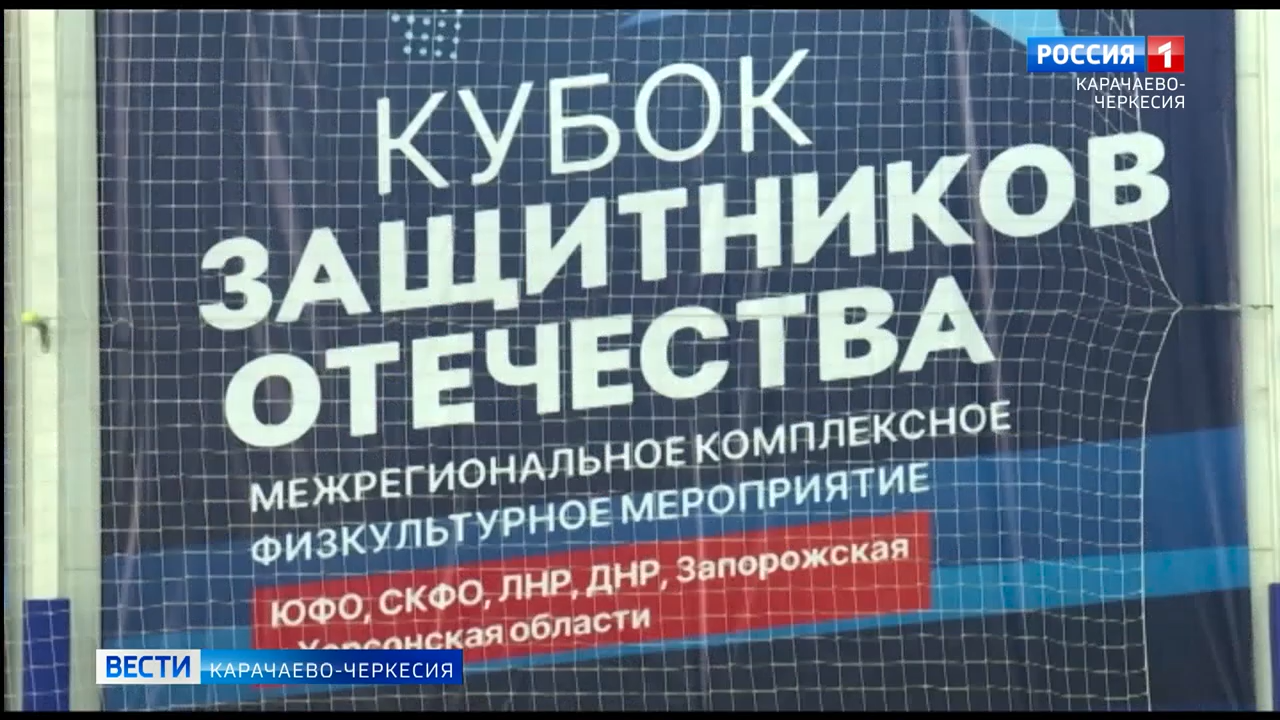 РОССИЯ 1
КАРАЧАЕВО-
ЧЕРКЕСИЯ
КУБОК
ЗАЩИТНИКОВ
ОТЕЧЕСТВА
МЕЖРЕГИОНАЛЬНОЕ КОМПЛЕКСНОЕ
ФИЗКУЛЬТУРНОЕ МЕРОПРИЯТИЕ
ЮФО, СКФО, ЛНР, ДНР, Запорожская
Херсонская области
ВЕСТИ КАРАЧАЕВО-ЧЕРКЕСИЯ